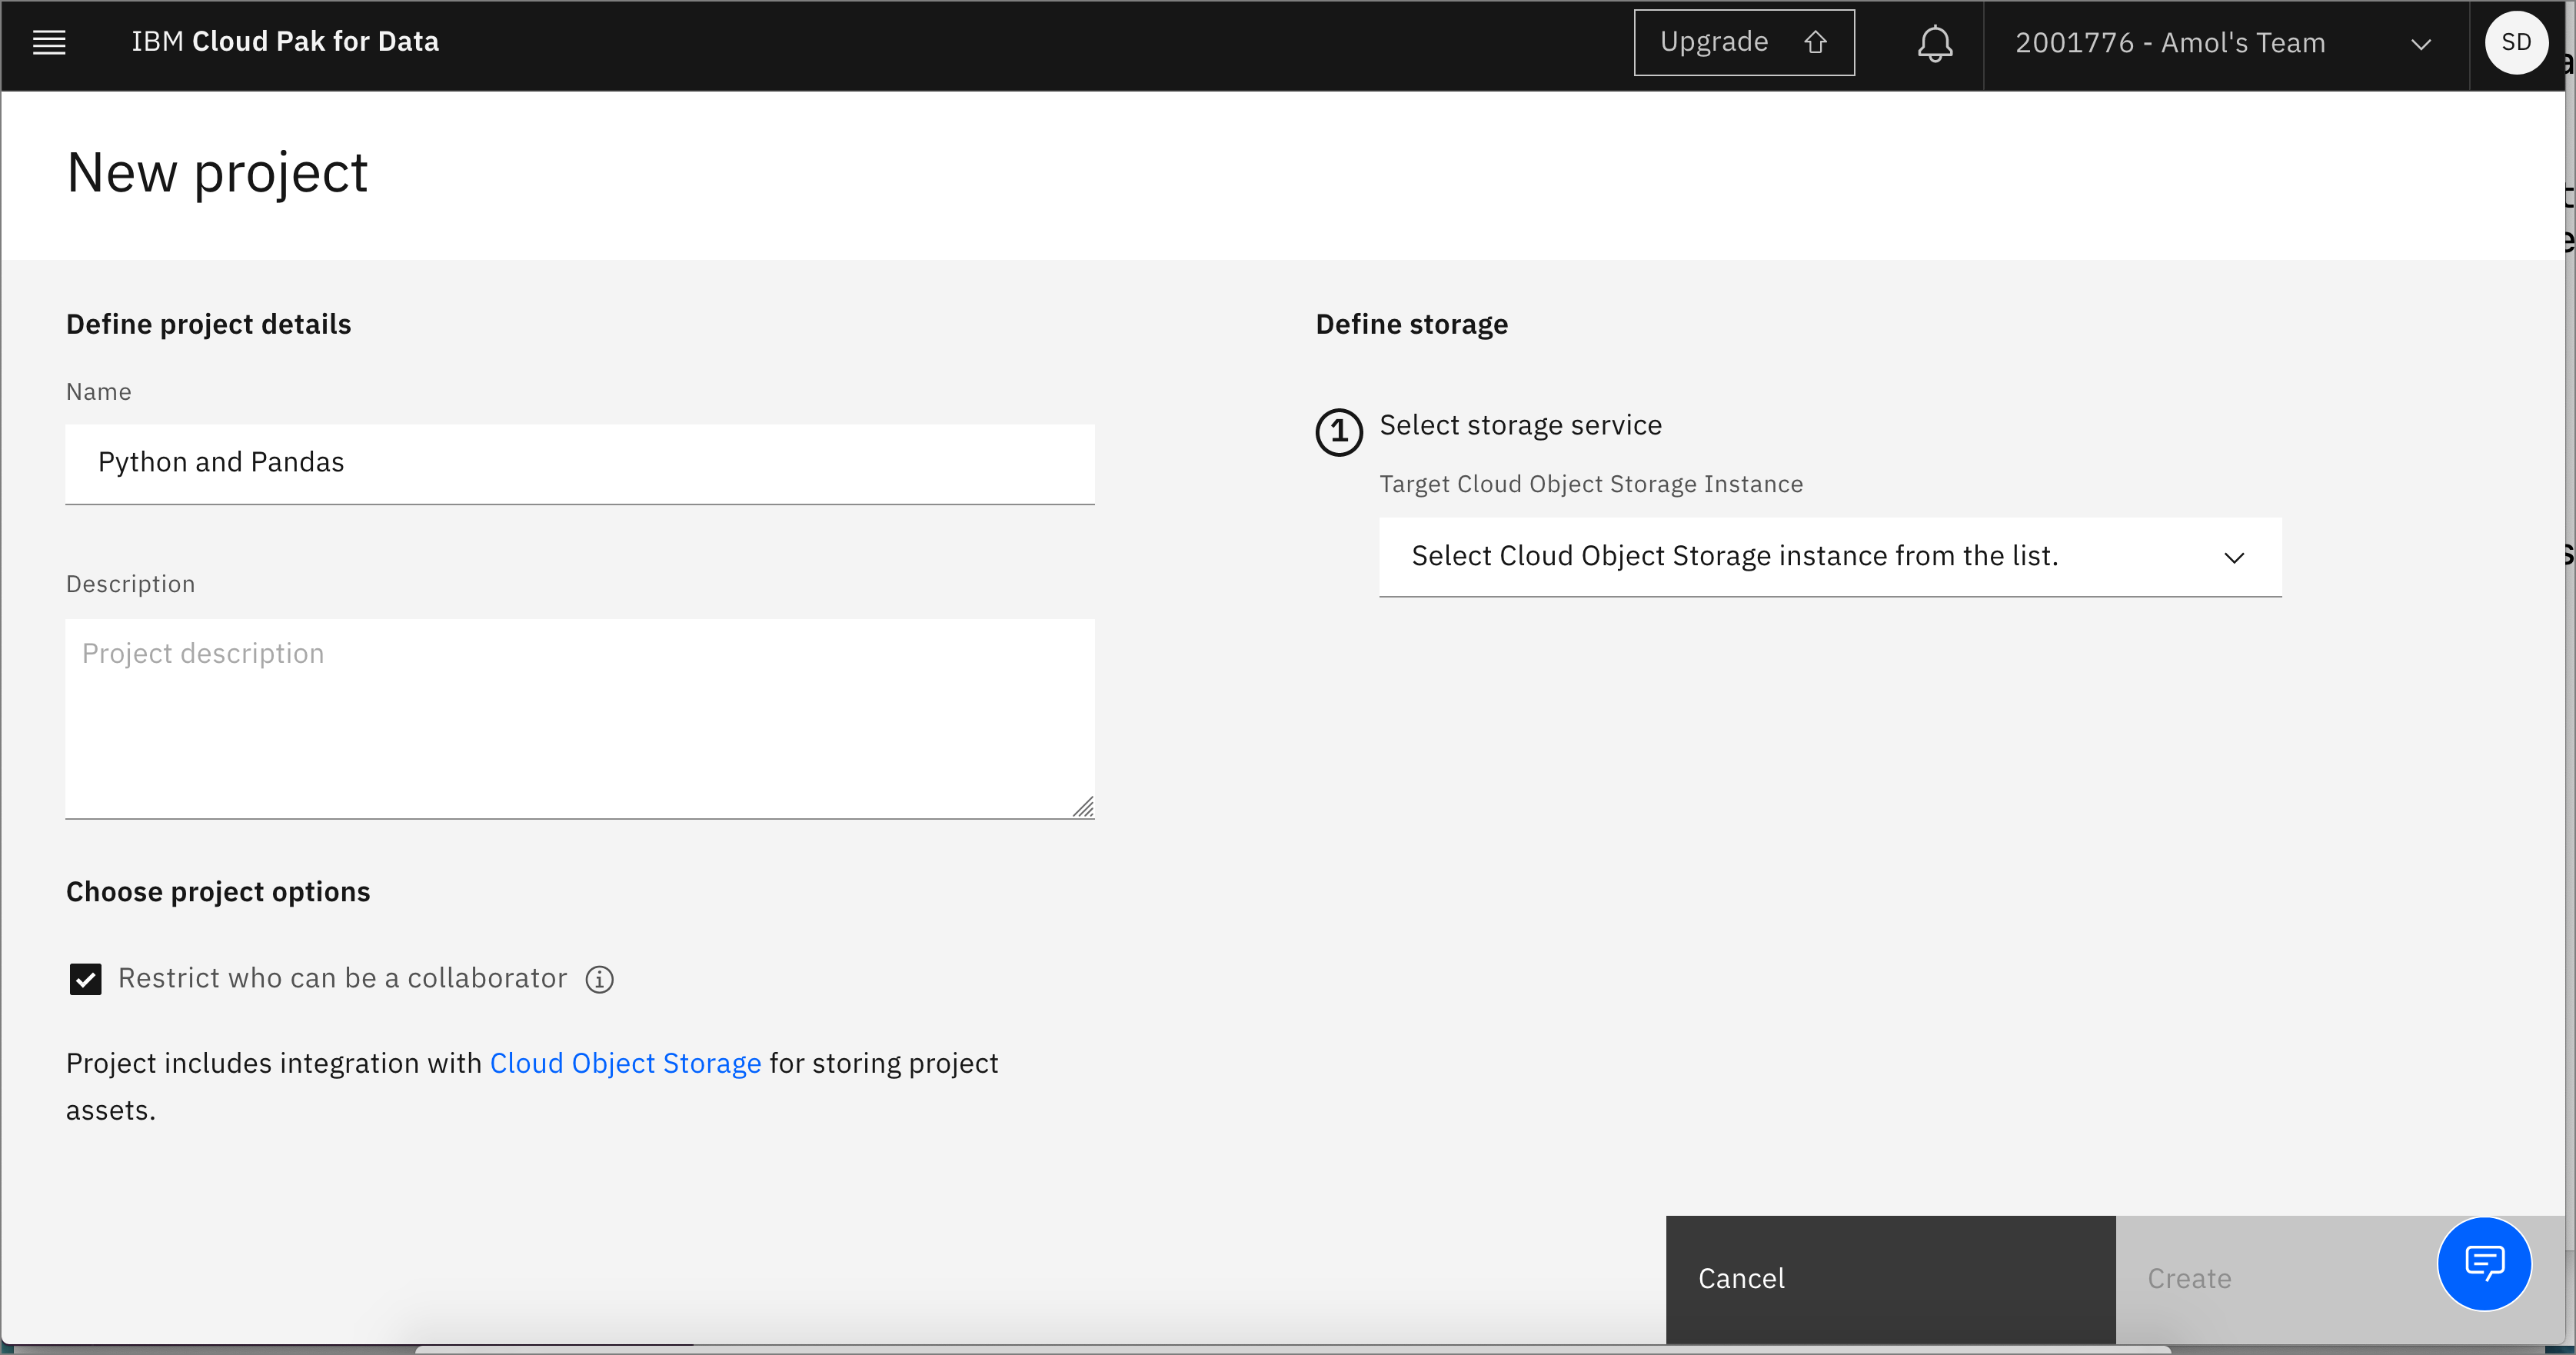 IBM Cloud Pak for Data
Upgrade
2001776 - Amol's Team
SD
New project
Define project details
Name
Python and Pandas
Description
Project description
Choose project options
Restrict who can be a collaborator
Project includes integration with Cloud Object Storage for storing project
assets.
Define storage
1
Select storage service
Target Cloud Object Storage Instance
Select Cloud Object Storage instance from the list.
Cancel
Create